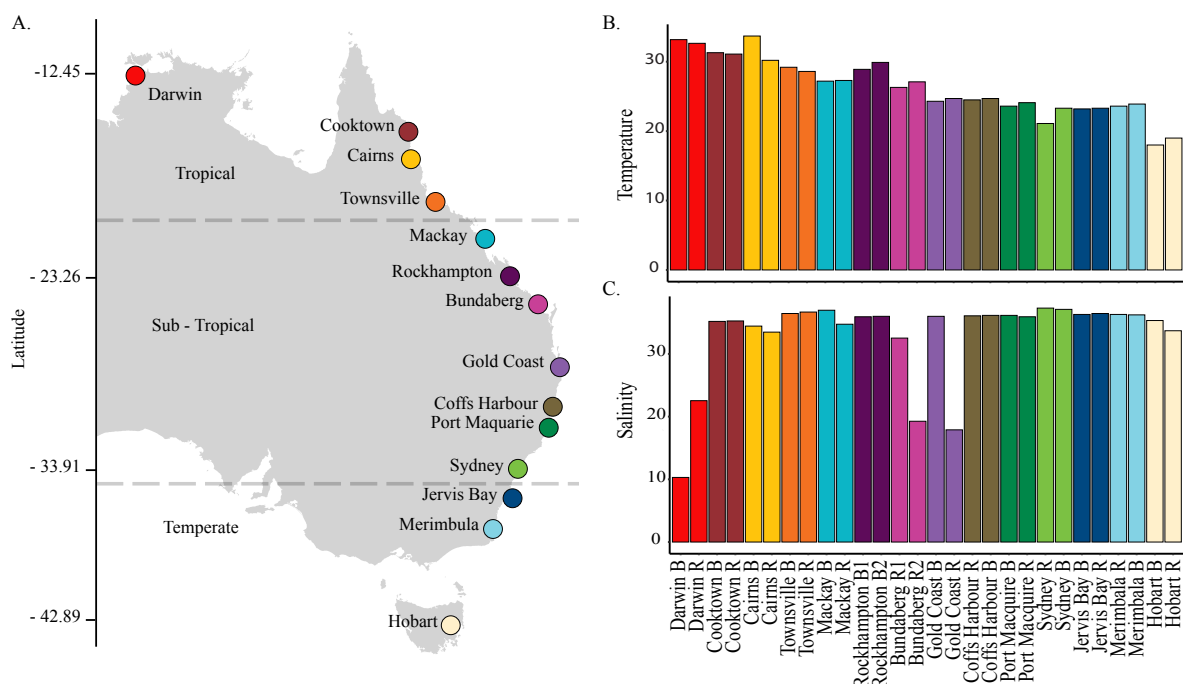 A.
Latitude
-12.45
-23.26
-33.91
-42.89
Darwin
Cooktown
Cairns
Tropical
Townsville
Mackay
Rockhampton
Bundaberg
Sub - Tropical
Gold Coast
Coffs Harbour
Port Maquarie
Sydney
Jervis Bay
Temperate
Merimbula
Hobart
B.
Temperature
30
20
10
0
C.
Salinity
30
20
10
0
Darwin B
Darwin R
Cooktown B
Cooktown R
Cairns B
Cairns R
Townsville B
Townsville R
Mackay B
Mackay R
Rockhampton B1
Rockhampton B2
Bundaberg R1
Bundaberg R2
Gold Coast B
Gold Coast R
Coffs Harbour R
Coffs Harbour B
Port Macquire B
Port Macquire R
Sydney R
Sydney B
Jervis Bay B
Jervis Bay R
Merimbula R
Merimbula B
Hobart B
Hobart R